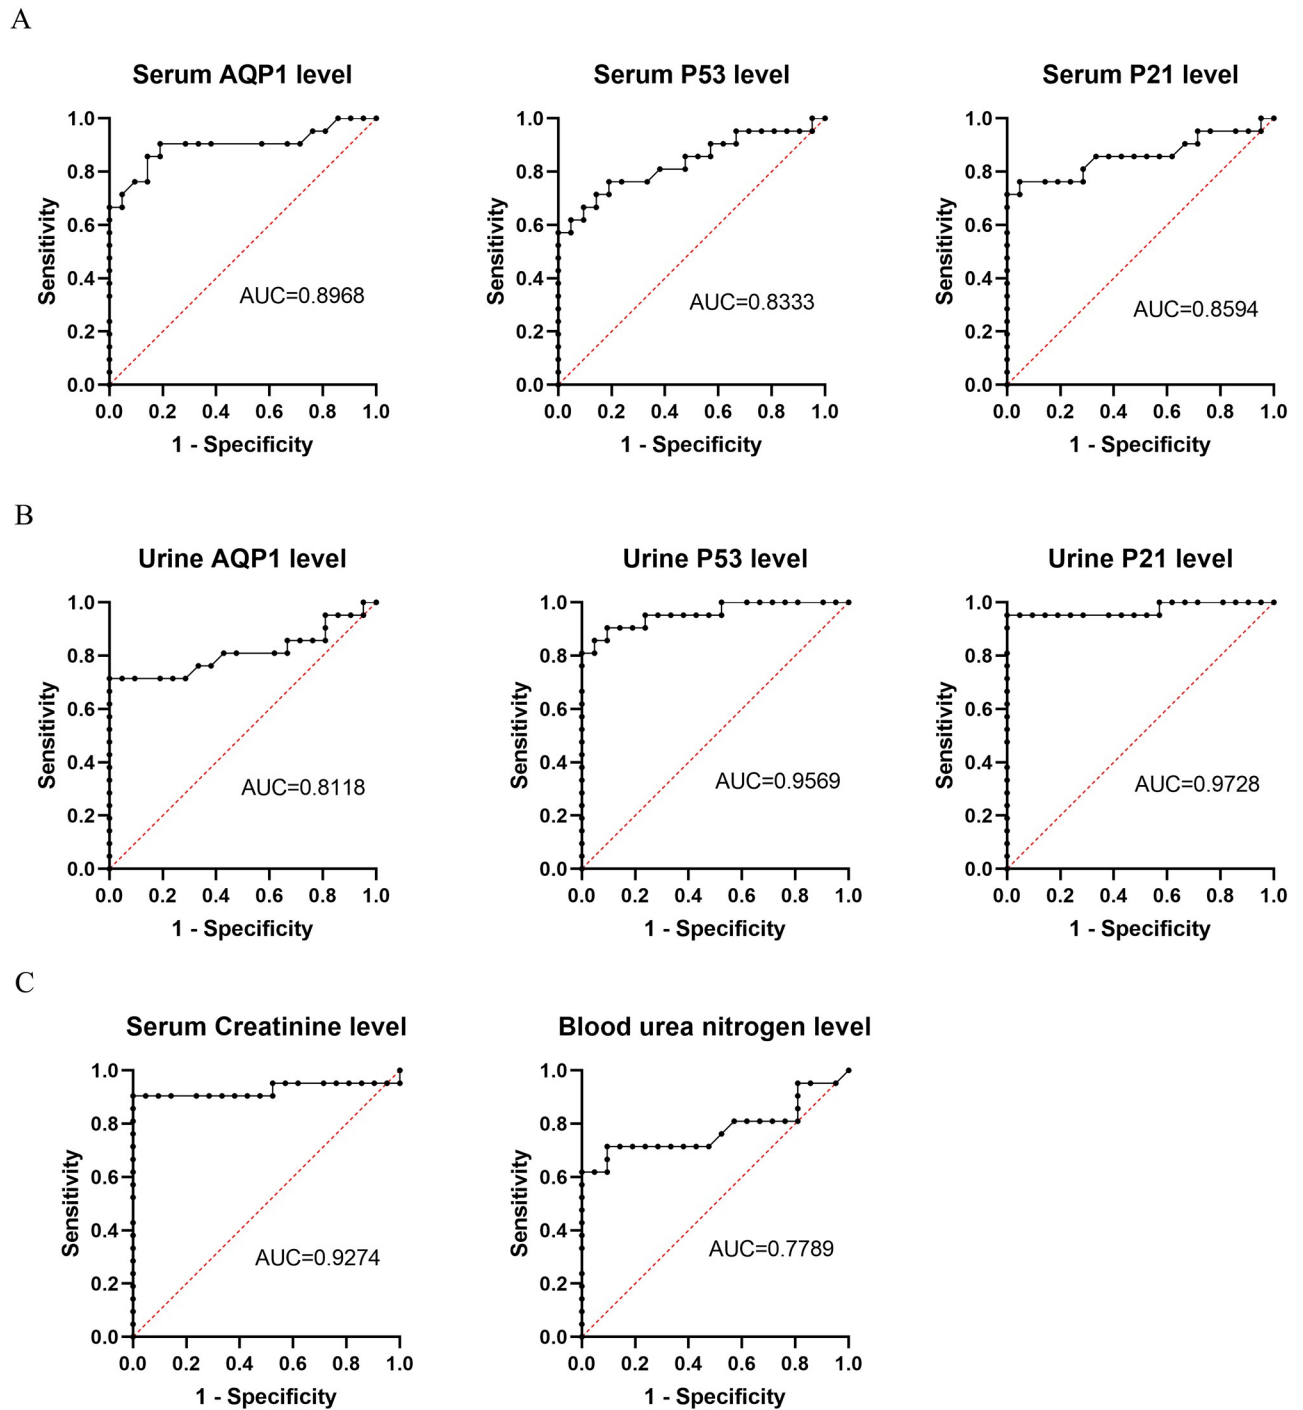 A
Serum AQP1 level
Serum P53 level
Serum P21 level
Sensitivity
1.0
0.8
0.6
0.4
0.2
0.0
AUC=0.8968
0.0 0.2 0.4 0.6 0.8 1.0
1 - Specificity
Sensitivity
1.0
0.8
0.6
0.4
0.2
0.0
AUC=0.8333
0.0 0.2 0.4 0.6 0.8 1.0
1 - Specificity
Sensitivity
1.0
0.8
0.6
0.4
0.2
0.0
AUC=0.8594
0.0 0.2 0.4 0.6 0.8 1.0
1 - Specificity
B
Urine AQP1 level
Urine P53 level
Urine P21 level
Sensitivity
1.0
0.8
0.6
0.4
0.2
0.0
AUC=0.8118
0.0 0.2 0.4 0.6 0.8 1.0
1 - Specificity
Sensitivity
1.0
0.8
0.6
0.4
0.2
0.0
AUC=0.9569
0.0 0.2 0.4 0.6 0.8 1.0
1 - Specificity
Sensitivity
1.0
0.8
0.6
0.4
0.2
0.0
AUC=0.9728
0.0 0.2 0.4 0.6 0.8 1.0
1 - Specificity
C
Serum Creatinine level
Blood urea nitrogen level
Sensitivity
1.0
0.8
0.6
0.4
0.2
0.0
AUC=0.9274
0.0 0.2 0.4 0.6 0.8 1.0
1 - Specificity
Sensitivity
1.0
0.8
0.6
0.4
0.2
0.0
AUC=0.7789
0.0 0.2 0.4 0.6 0.8 1.0
1 - Specificity